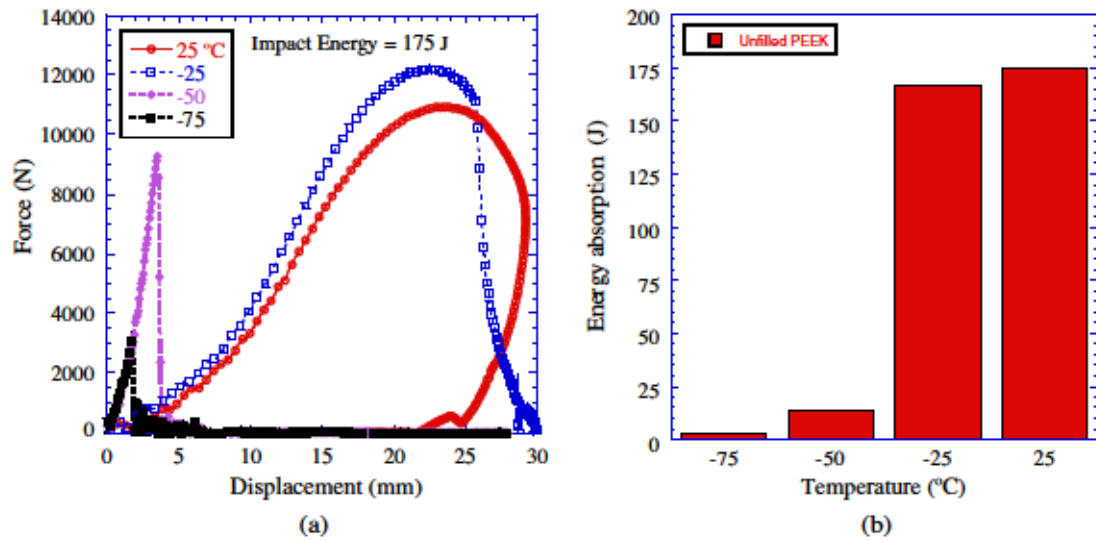 14000
12000
10000
8000
6000
4000
2000
0
Force (N)
25 ºC
-25
-50
-75
Impact Energy = 175 J
0 5 10 15 20 25 30
Displacement (mm)
(a)
200
175
150
125
100
75
50
25
0
Energy absorption (J)
Unfilled PEEK
-75 -50 -25 25
Temperature (ºC)
(b)